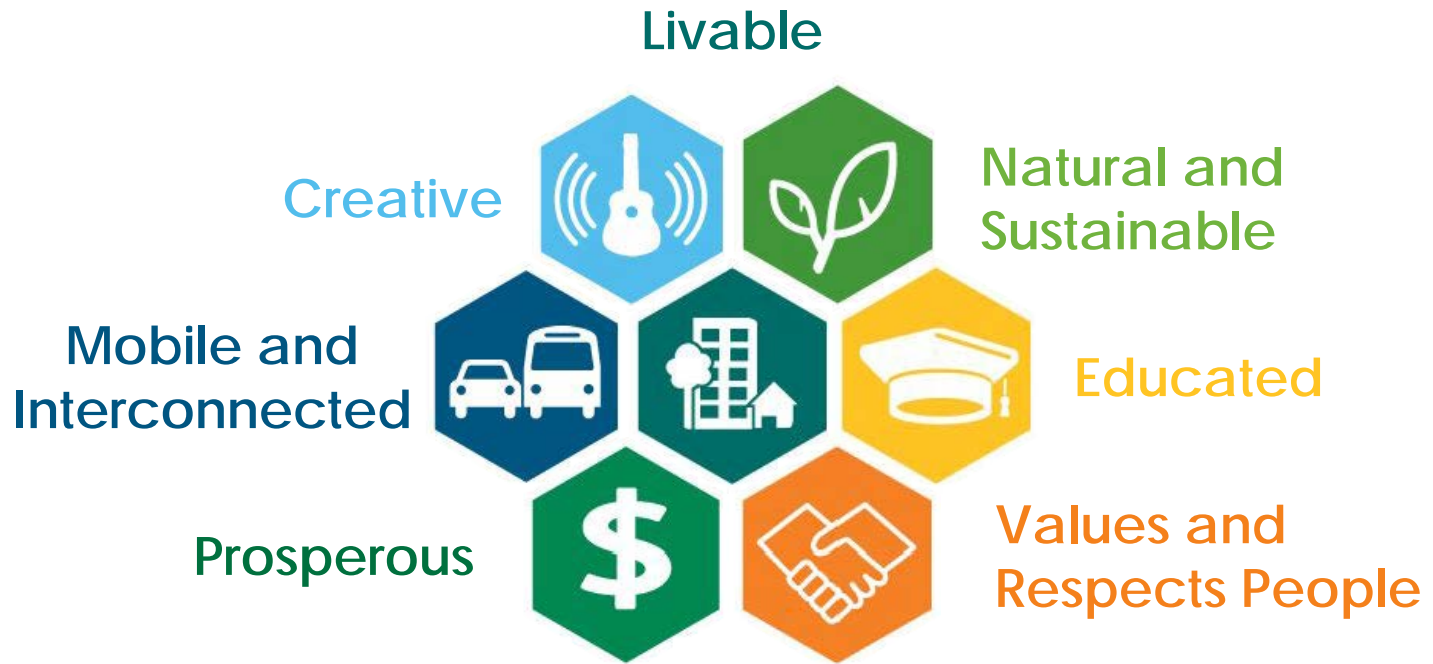 Livable
Creative
Natural and
Sustainable
Mobile and
Interconnected
Educated
Prosperous
$
Values and
Respects People